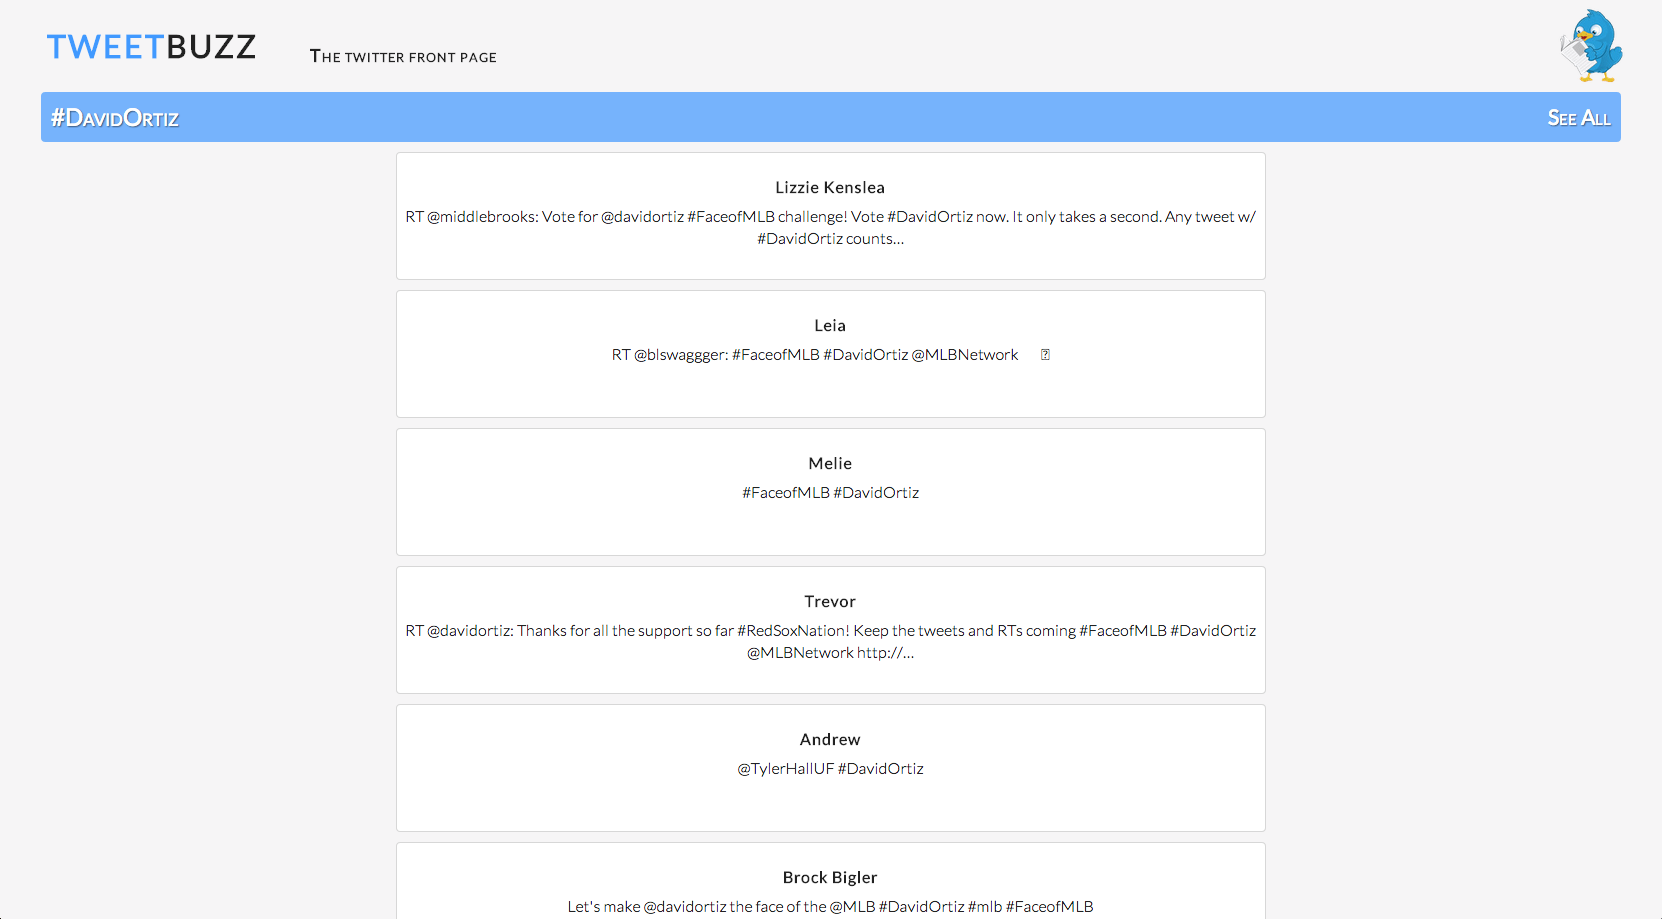 TWEETBUZZ The twitter front page
#DavidOrtiz See All
Lizzie Kenslea
RT @middlebrooks: Vote for @davidortiz #FaceofMLB challenge! Vote #DavidOrtiz now. It only takes a second. Any tweet w/
#DavidOrtiz counts…
Leia
RT @blswaggger: #FaceofMLB #DavidOrtiz @MLBNetwork
Melie
#FaceofMLB #DavidOrtiz
Trevor
RT @davidortiz: Thanks for all the support so far #RedSoxNation! Keep the tweets and RTs coming #FaceofMLB #DavidOrtiz
@MLBNetwork http://…
Andrew
@TylerHallUF #DavidOrtiz
Brock Bigler
Let's make @davidortiz the face of the @MLB #DavidOrtiz #mlb #FaceofMLB